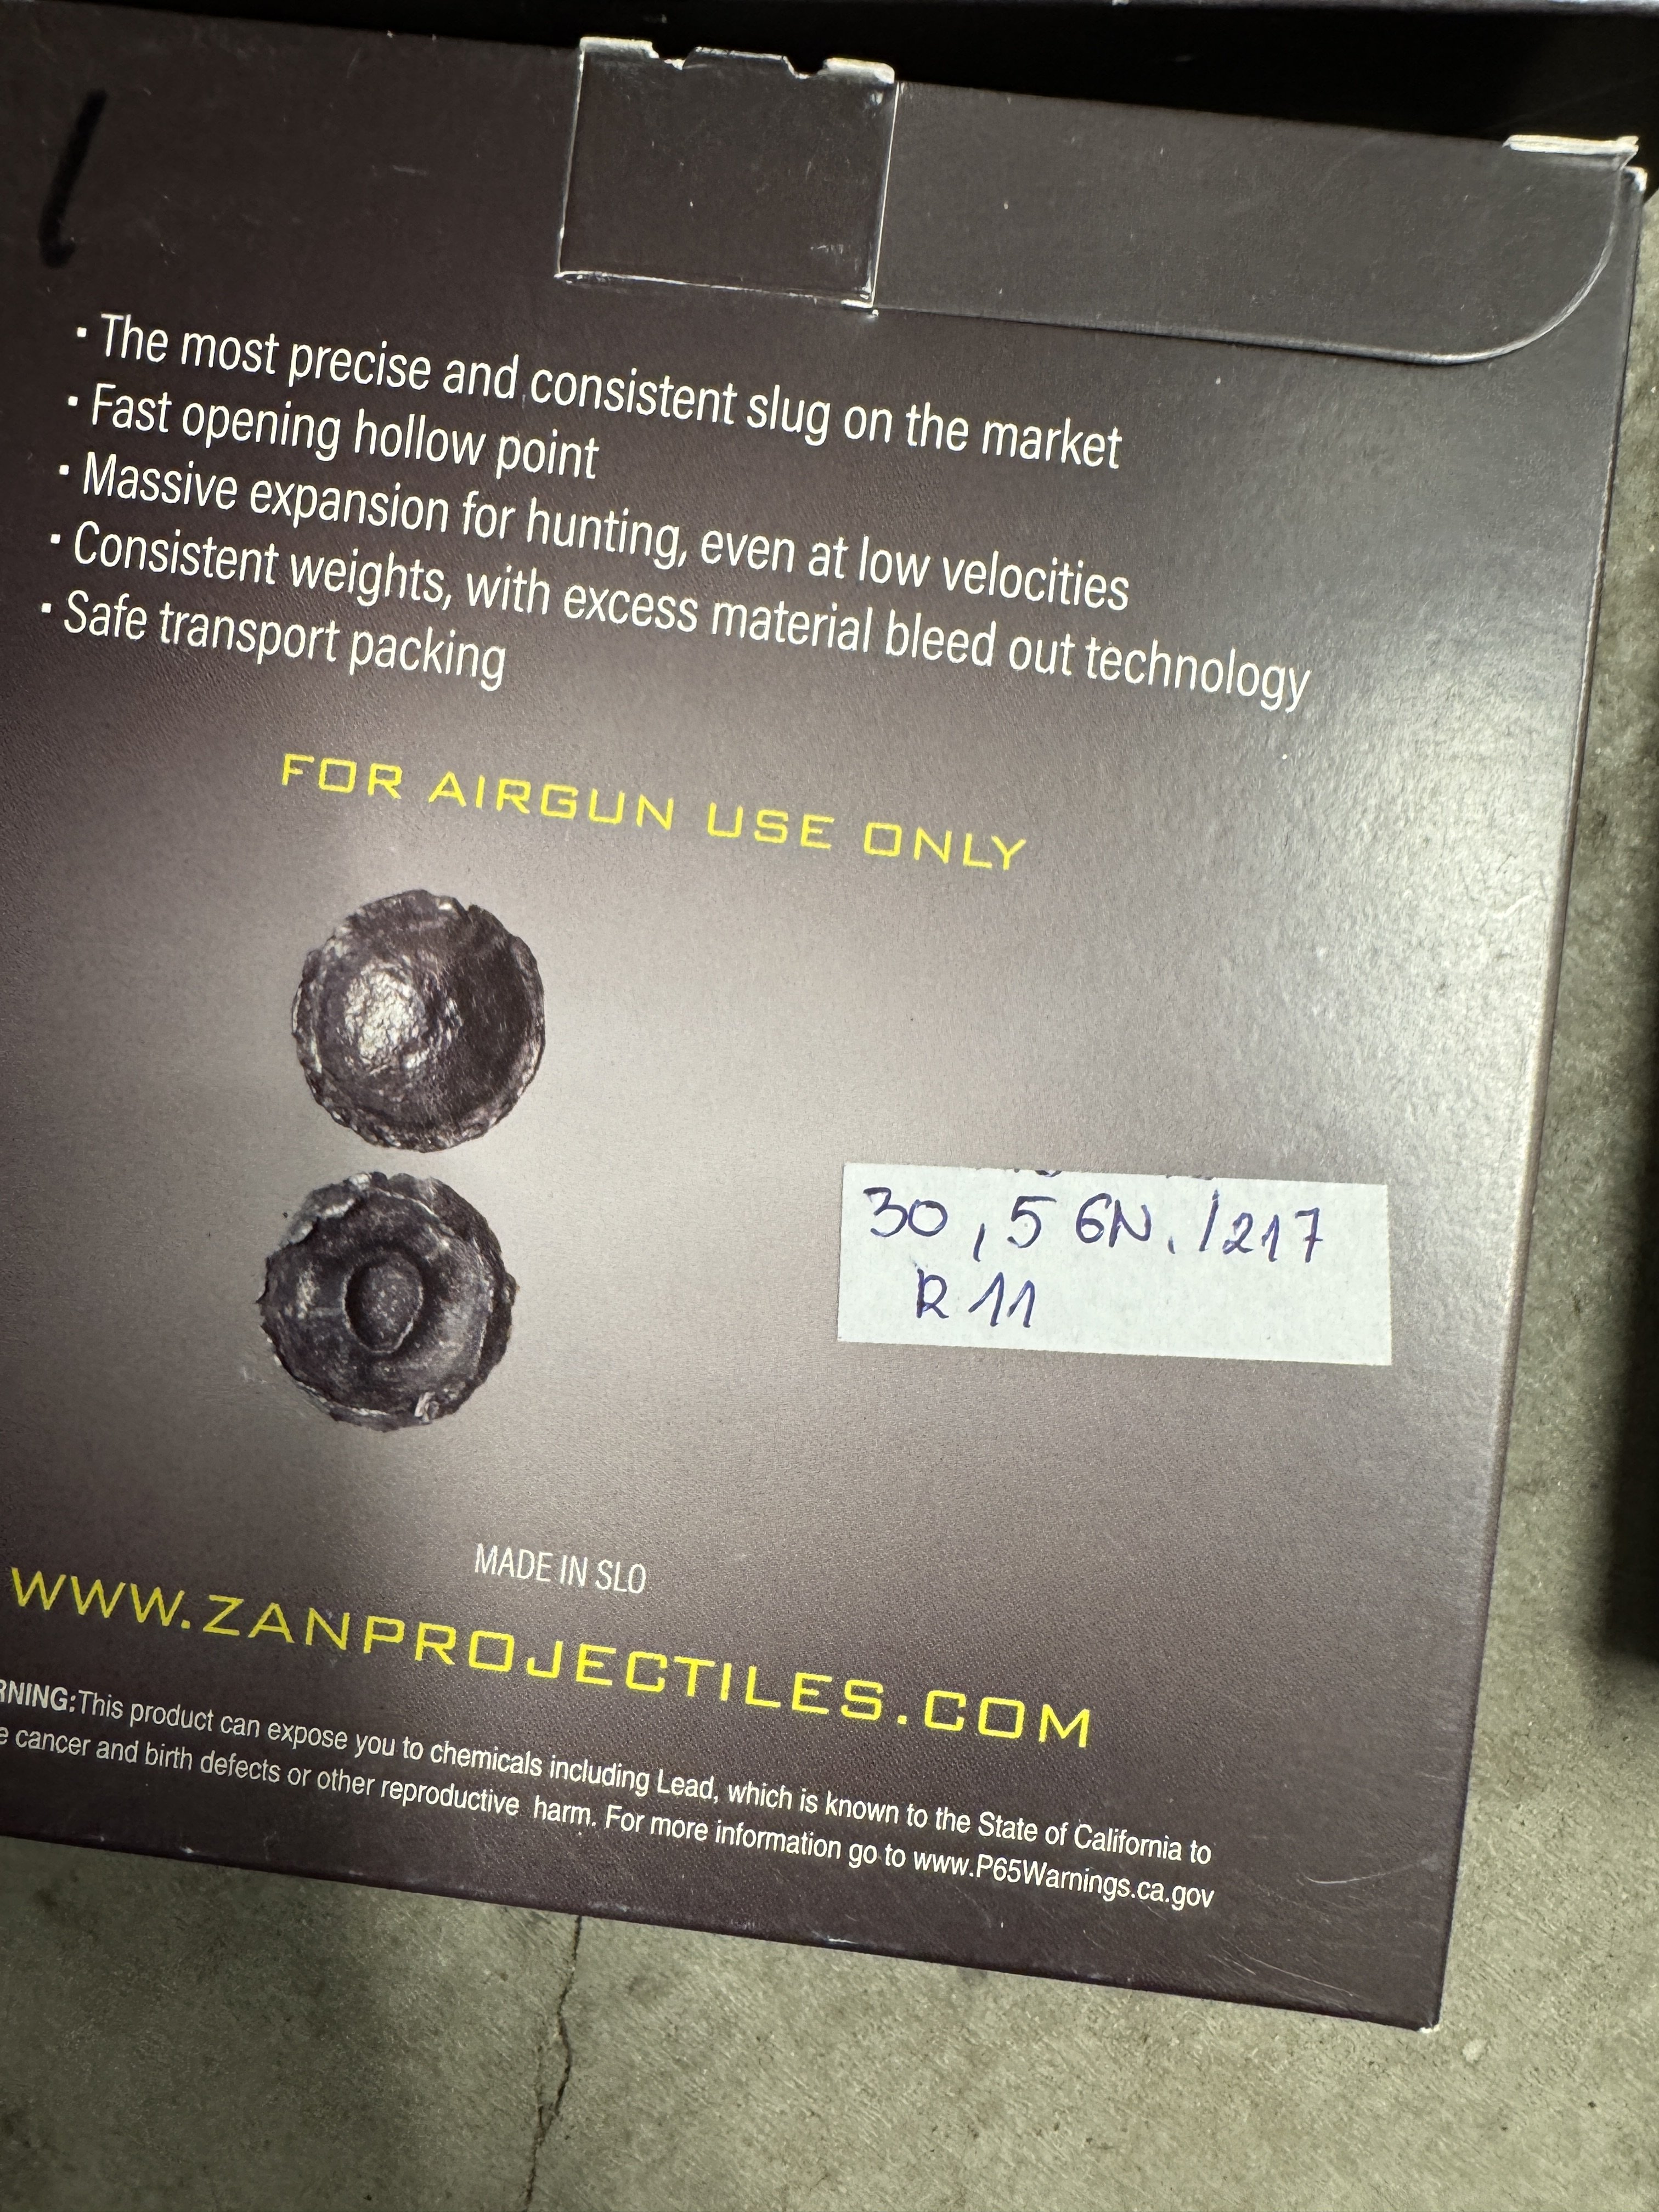 · The most precise and consistent slug on the market
· Fast opening hollow point
· Massive expansion for hunting, even at low velocities
· Consistent weights, with excess material bleed out technology
· Safe transport packing
FOR AIRGUN USE ONLY
30,5 GN. /217
R 11
MADE IN SLO
WWW.ZANPROJECTILES.COM
RNING:This product can expose you to chemicals including Lead, which is known to the State of California to
e cancer and birth defects or other reproductive harm. For more information go to www.P65Warnings.ca.gov